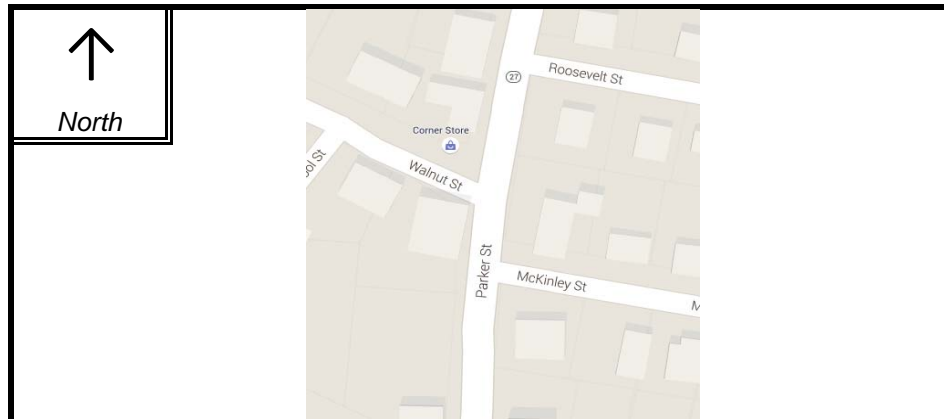 North
27
Roosevelt St
Corner Store
Walnut St
Parker St
McKinley St